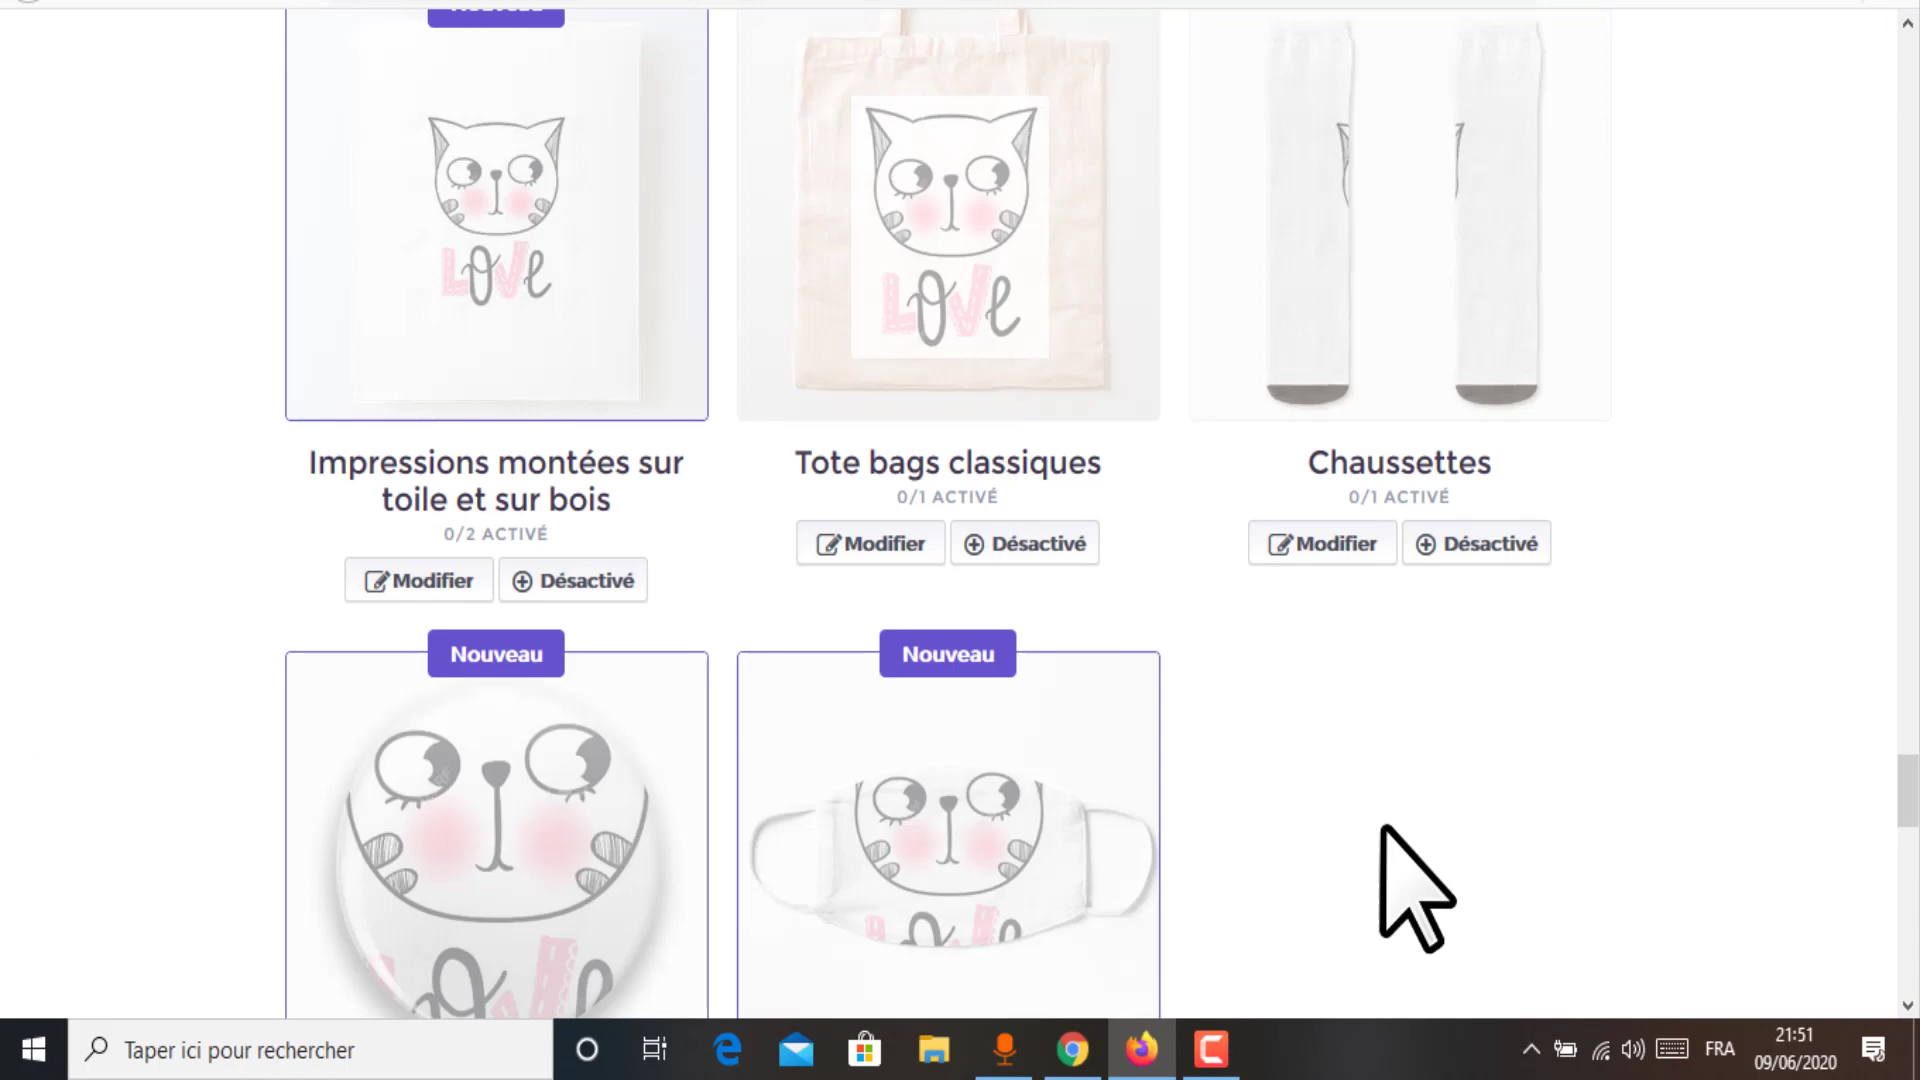 LOVe
LOVe
Impressions montées sur
toile et sur bois
0/2 ACTIVÉ
Modifier
Désactivé
Tote bags classiques
0/1 ACTIVÉ
Modifier
Désactivé
Chaussettes
0/1 ACTIVÉ
Modifier
Désactivé
Nouveau
Nouveau
Taper ici pour rechercher
FRA
21:51
09/06/2020